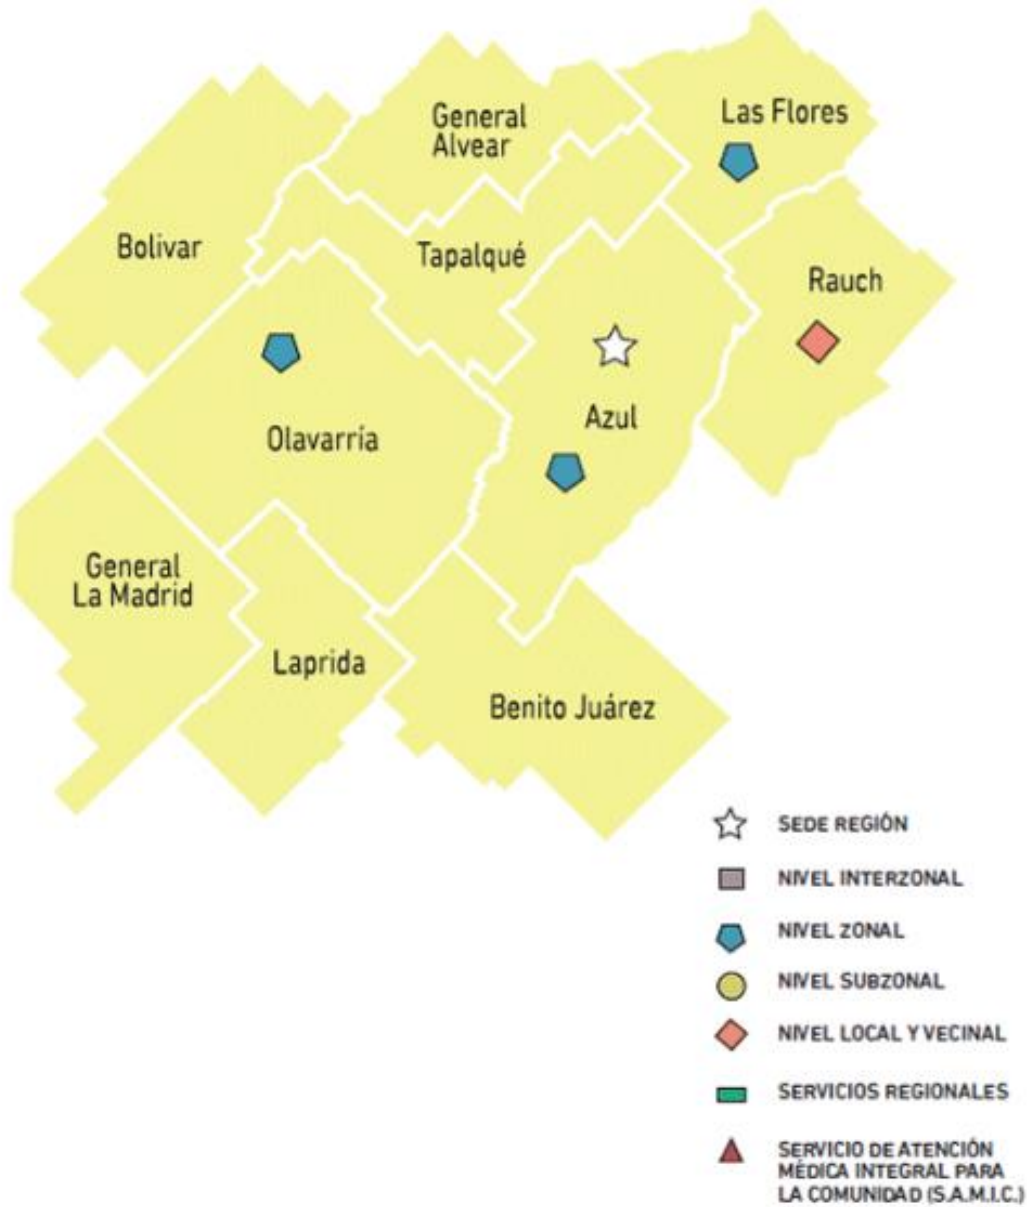 General
Alvear
Las Flores
Bolivar
Tapalqué
Rauch
Azul
Olavarría
General
La Madrid
Laprida
Benito Juárez
SEDE REGIÓN
NIVEL INTERZONAL
NIVEL ZONAL
NIVEL SUBZONAL
NIVEL LOCAL Y VECINAL
SERVICIOS REGIONALES
SERVICIO DE ATENCIÓN
MÉDICA INTEGRAL PARA
LA COMUNIDAD (S.A.M.I.C.)